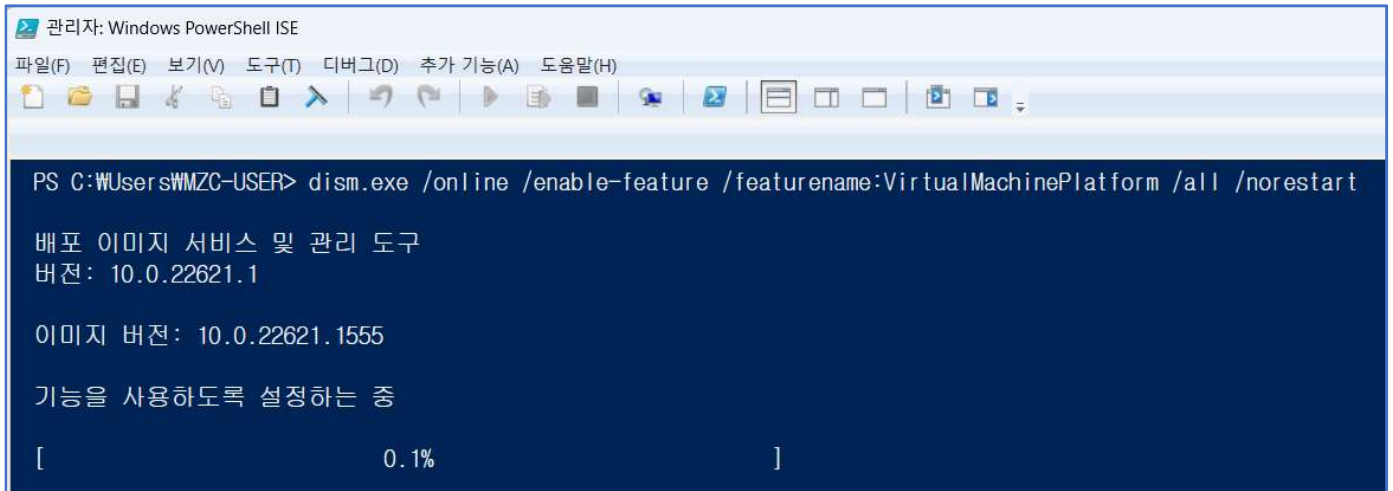 관리자: Windows PowerShell ISE
파일(F) 편집(E) 보기(V) 도구(T) 디버그(D) 추가 기능(A) 도움말(H)
PS C:₩Users₩MZC-USER> dism.exe /online /enable-feature /featurename:VirtualMachinePlatform /all /norestart
배포 이미지 서비스 및 관리 도구
버전: 10.0.22621.1
이미지 버전: 10.0.22621.1555
기능을 사용하도록 설정하는 중
[ 0.1% ]